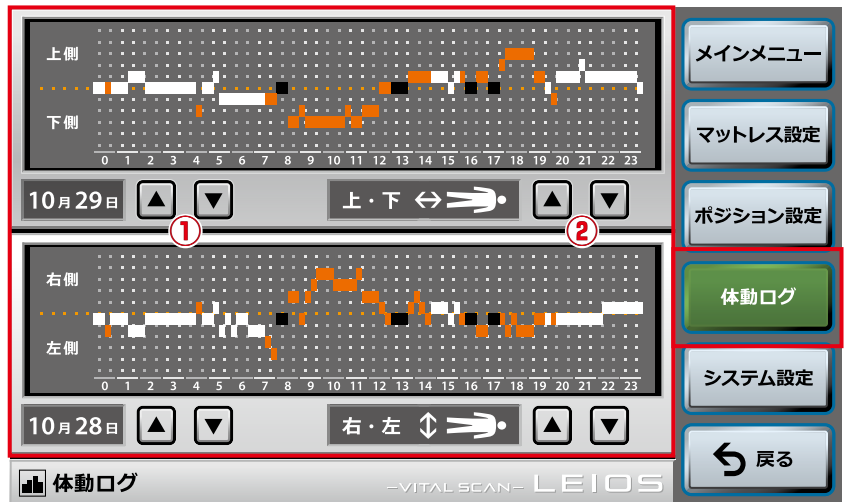 上側
下側
0 1 2 3 4 5 6 7 8 9 10 11 12 13 14 15 16 17 18 19 20 21 22 23
10月29日 ▲ ▼ 上・下 ↔ ▲ ▼
① ②
右側
左側
0 1 2 3 4 5 6 7 8 9 10 11 12 13 14 15 16 17 18 19 20 21 22 23
10月28日 ▲ ▼ 右・左 ↕ ▲ ▼
体動ログ
–VITAL SCAN– LEIOS
メインメニュー
マットレス設定
ポジション設定
体動ログ
システム設定
戻る